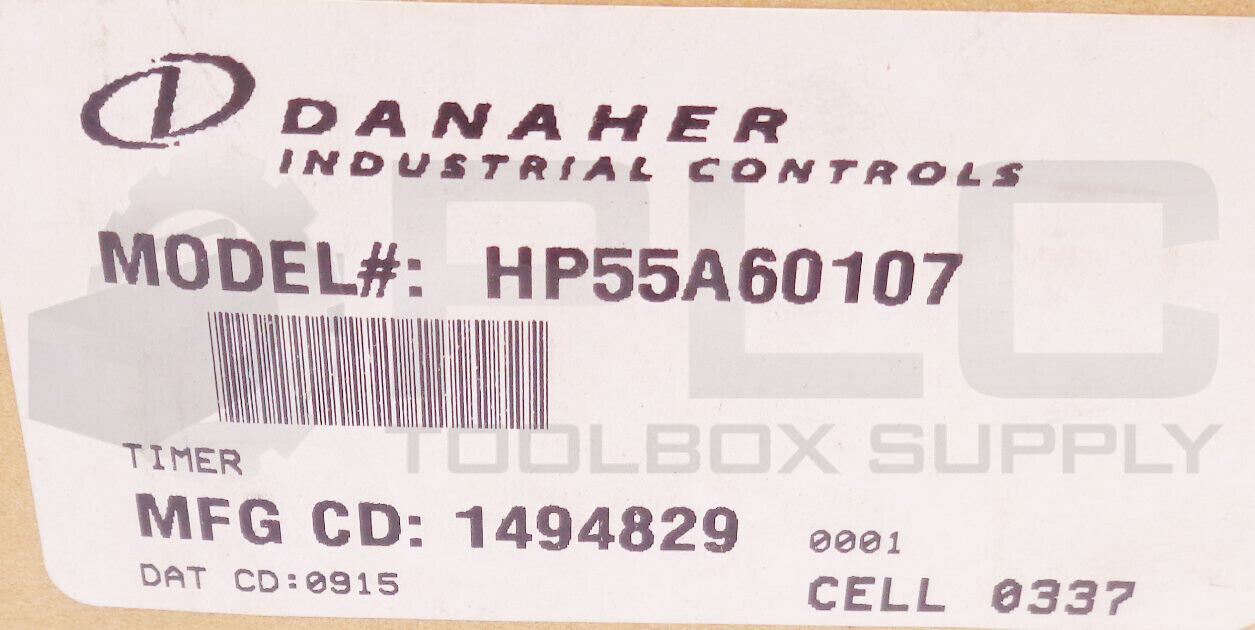 DANAHER
INDUSTRIAL CONTROLS
MODEL#: HP55A60107
TIMER
MFG CD: 1494829 0001
DAT CD:0915
CELL 0337
PLC
TOOLBOX SUPPLY